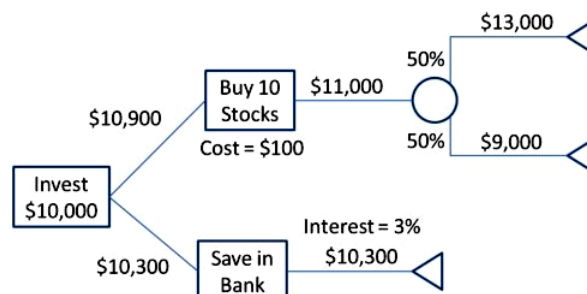 $13,000
50%
Buy 10
Stocks
$11,000
$10,900
Cost = $100
50%
$9,000
Invest
$10,000
Interest = 3%
$10,300
Save in
Bank
$10,300